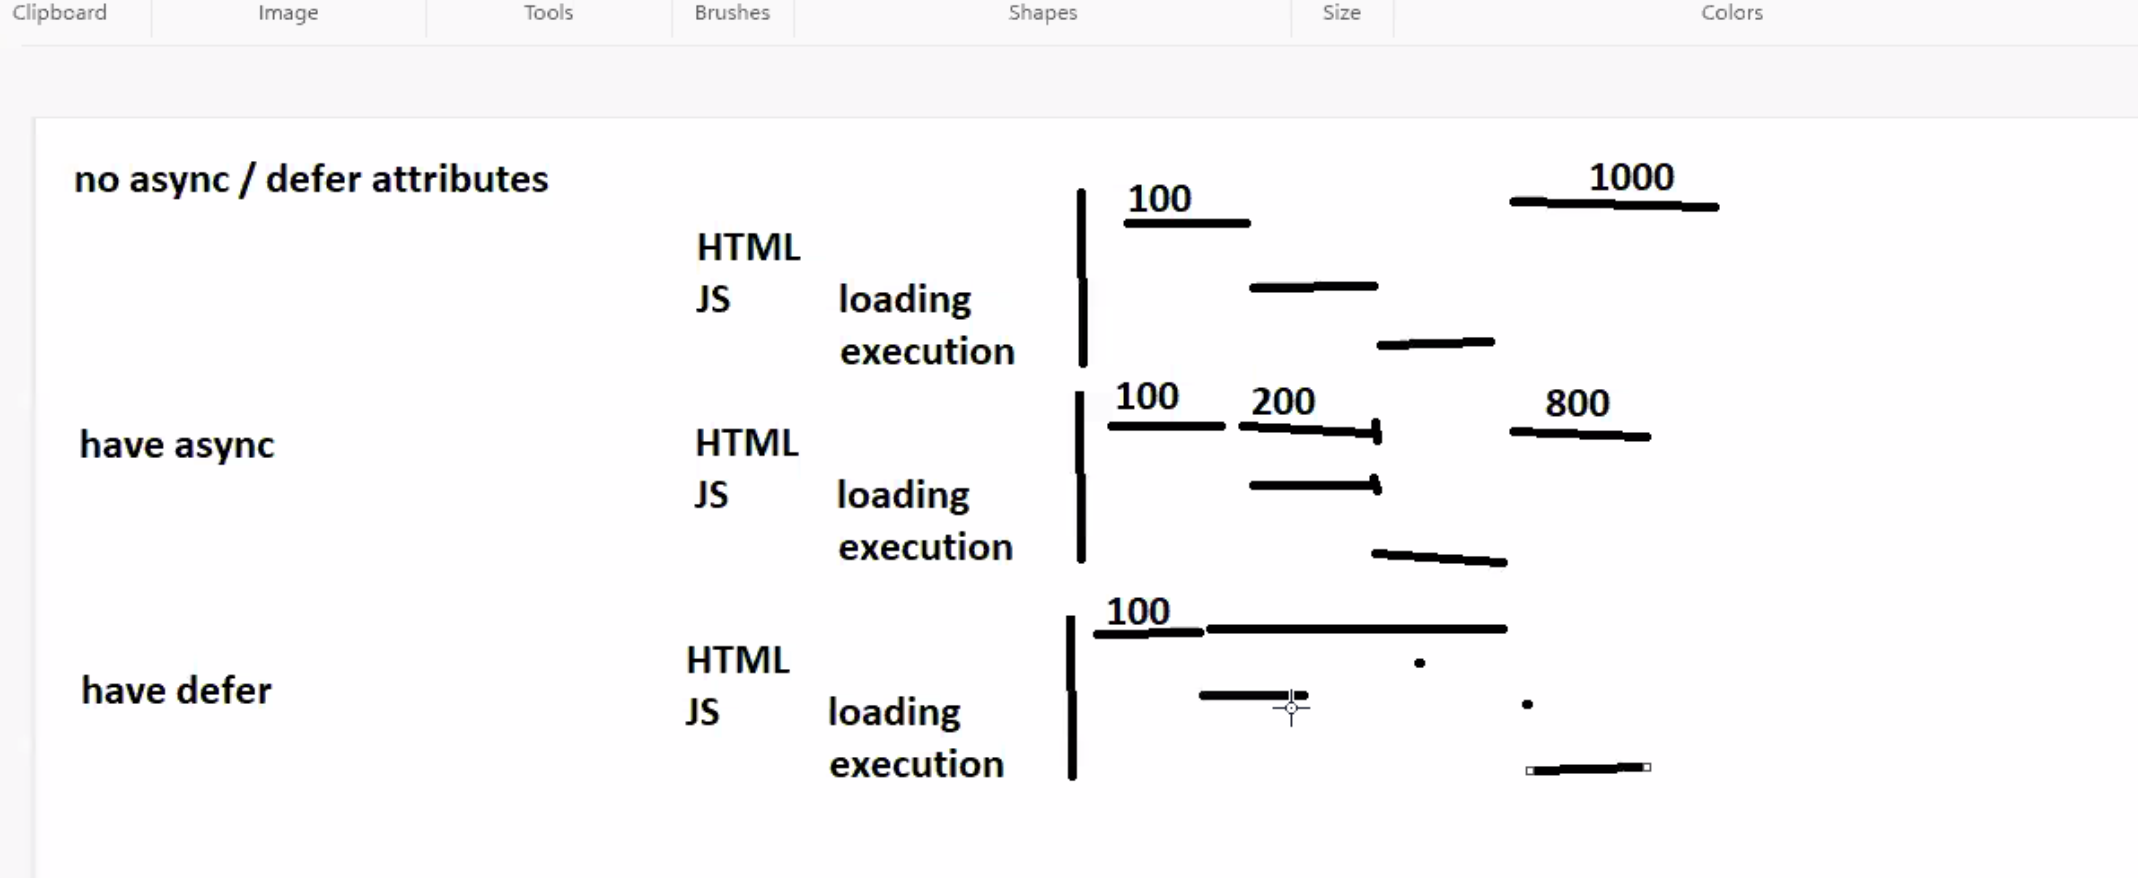 Clipboard Image Tools Brushes Shapes Size Colors
no async / defer attributes
100 1000
HTML
JS loading
execution
100 200 800
have async
HTML
JS loading
execution
100
HTML
have defer
JS loading
execution